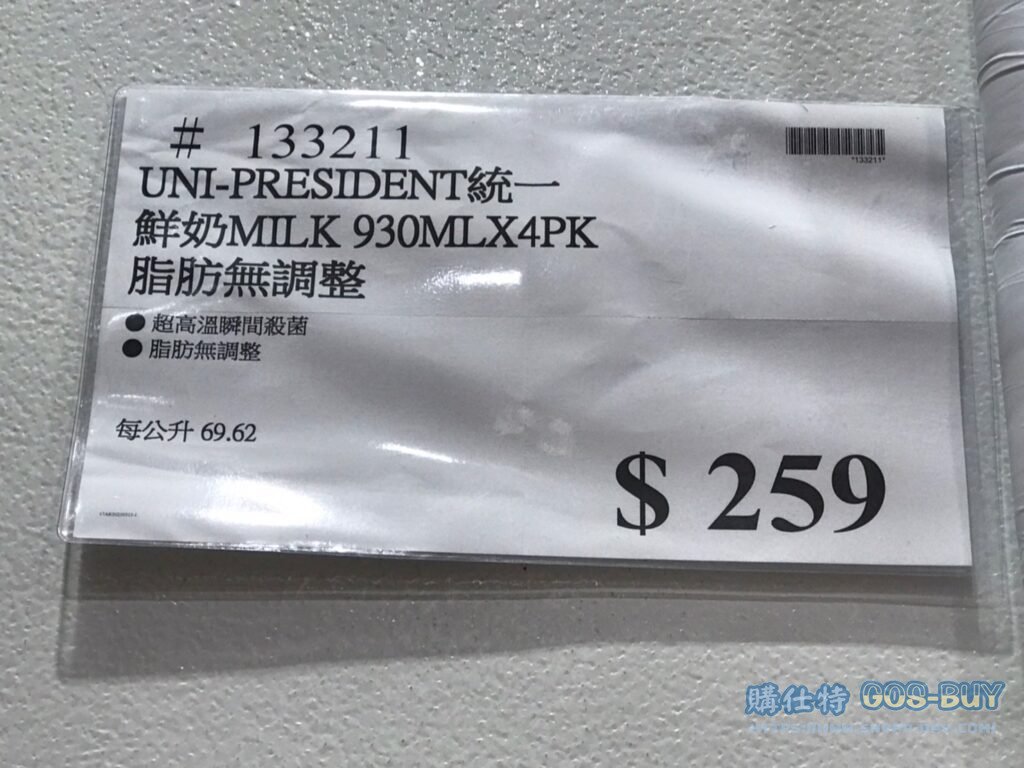 # 133211
*133211*
UNI-PRESIDENT統一
鮮奶MILK 930MLX4PK
脂肪無調整
● 超高溫瞬間殺菌
● 脂肪無調整
每公升 69.62
$ 259
購仕特 GOS-BUY